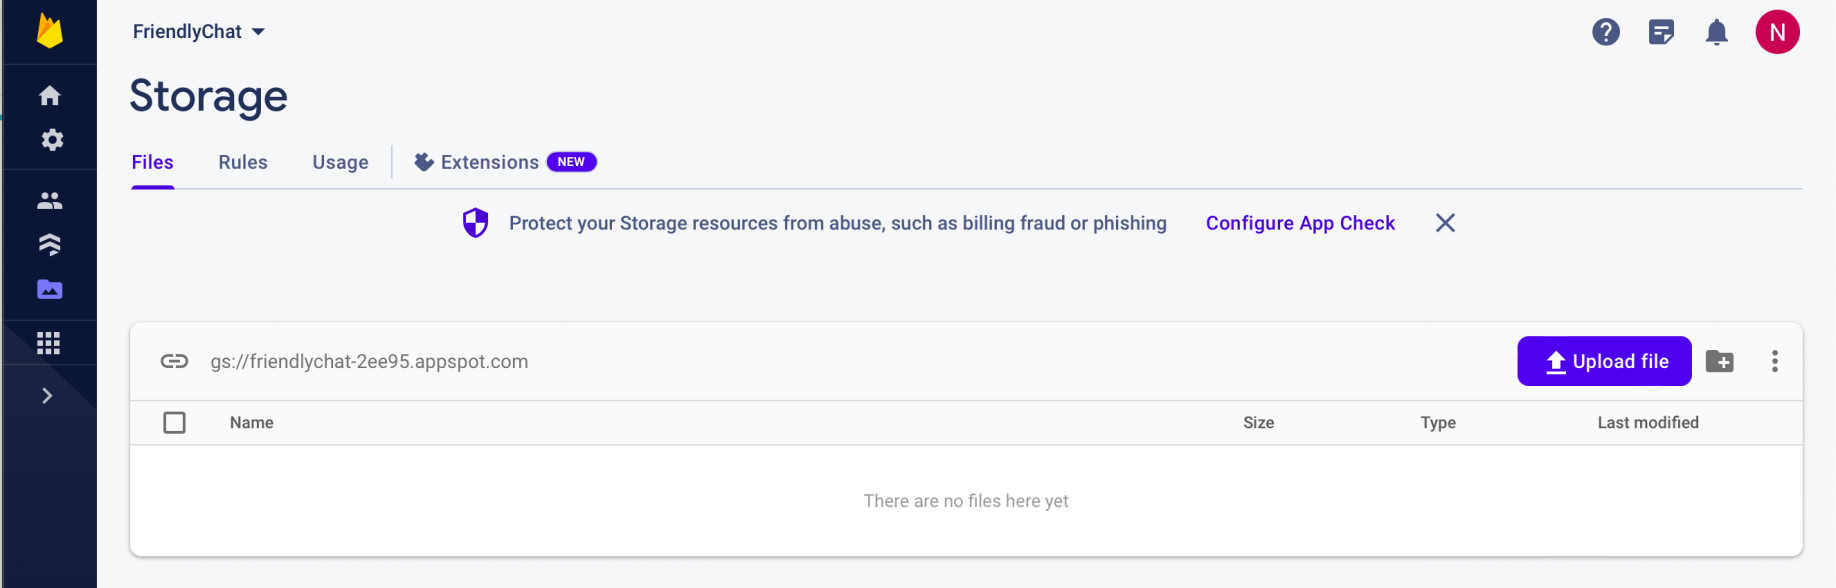 FriendlyChat
N
Storage
Files Rules Usage Extensions NEW
Protect your Storage resources from abuse, such as billing fraud or phishing Configure App Check
gs://friendlychat-2ee95.appspot.com Upload file
Name Size Type Last modified
There are no files here yet